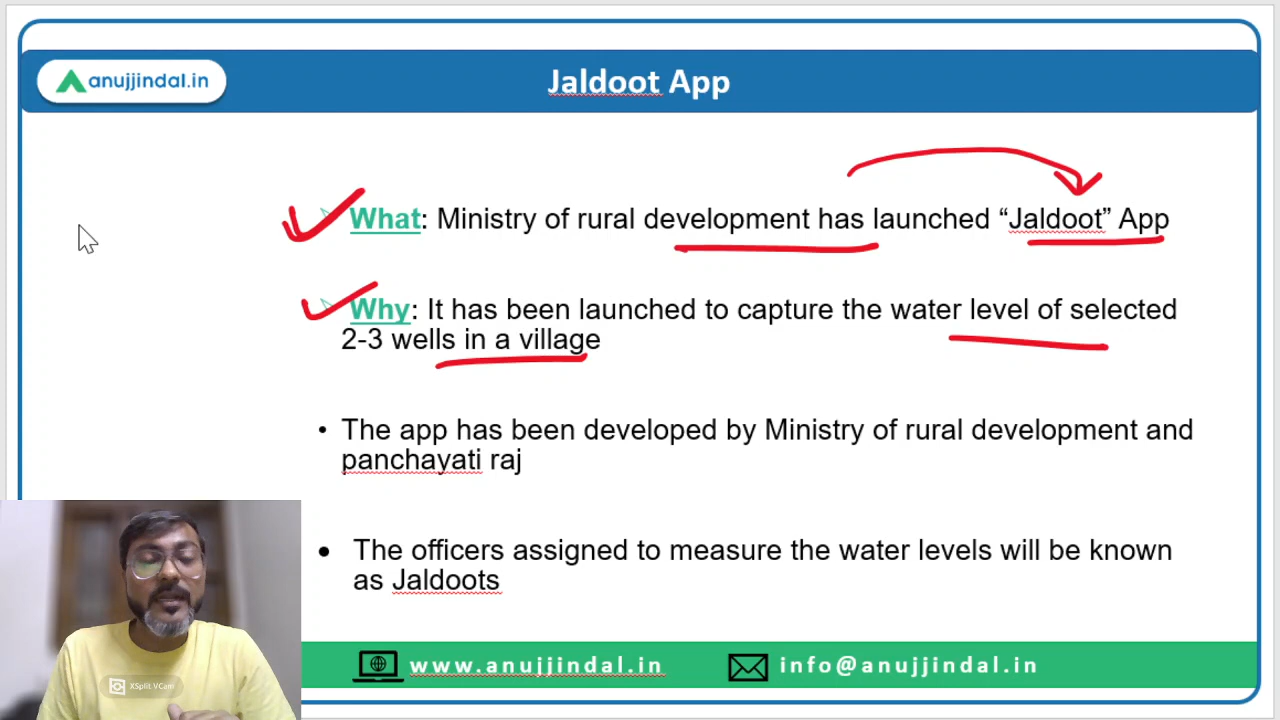 anujjindal.in
Jaldoot App
What: Ministry of rural development has launched “Jaldoot” App
Why: It has been launched to capture the water level of selected
2-3 wells in a village
• The app has been developed by Ministry of rural development and
panchayati raj
• The officers assigned to measure the water levels will be known
as Jaldoots
XSplit VCam
www.anujjindal.in
info@anujjindal.in